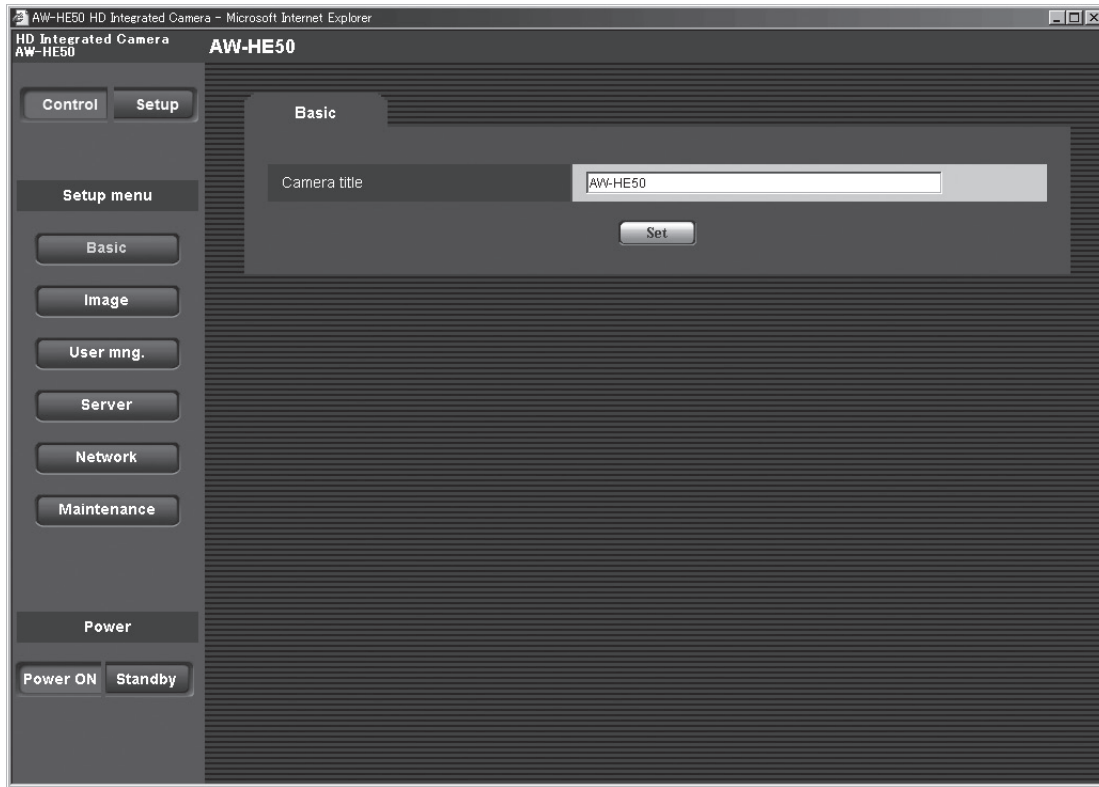 AW-HE50 HD Integrated Camera - Microsoft Internet Explorer
HD Integrated Camera
AW-HE50
AW-HE50
Control
Setup
Basic
Camera title
AW-HE50
Set
Setup menu
Basic
Image
User mng.
Server
Network
Maintenance
Power
Power ON
Standby